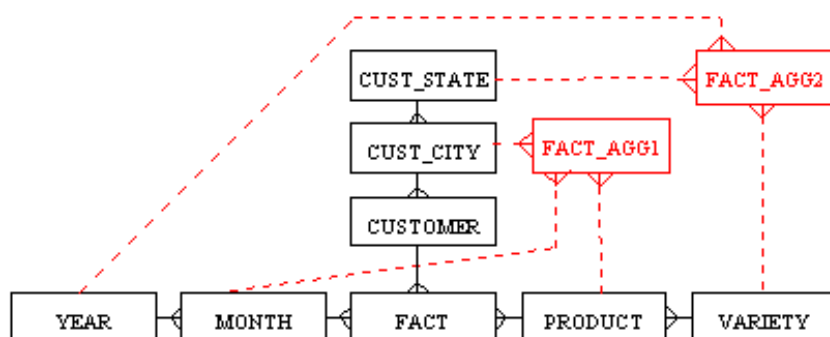 CUST_STATE
FACT_AGG2
CUST_CITY
FACT_AGG1
CUSTOMER
YEAR
MONTH
FACT
PRODUCT
VARIETY